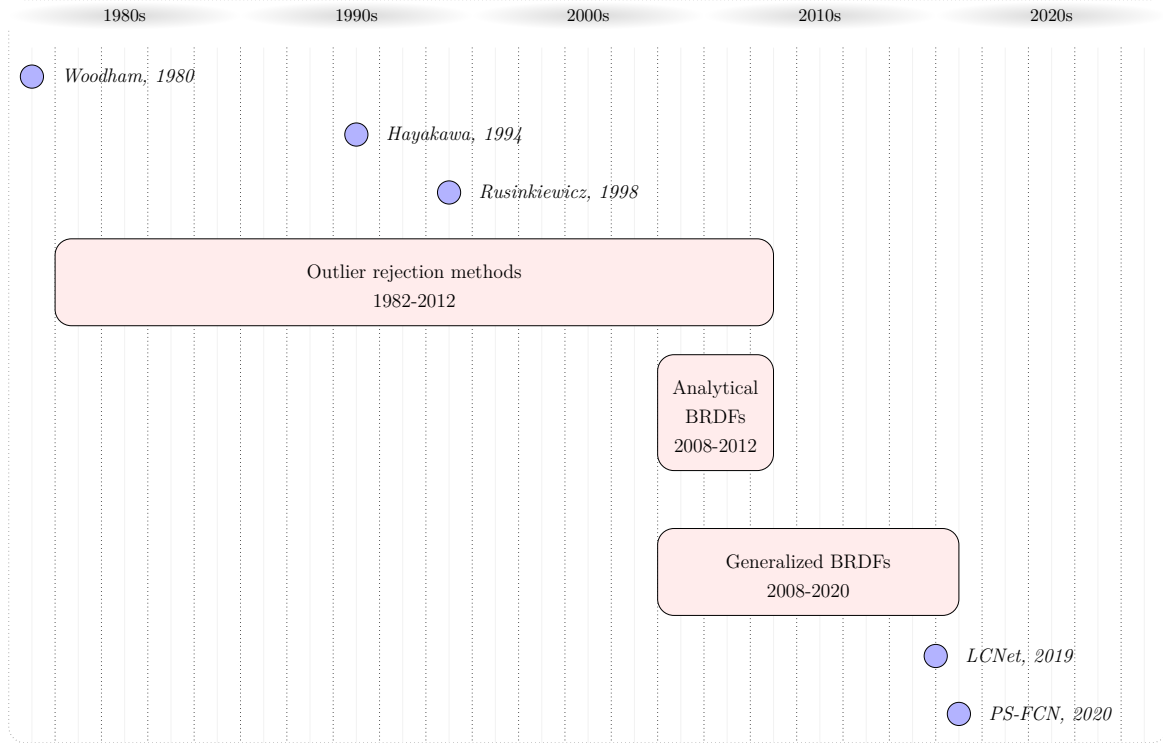 1980s 1990s 2000s 2010s 2020s
Woodham, 1980
Hayakawa, 1994
Rusinkiewicz, 1998
Outlier rejection methods
1982-2012
Analytical
BRDFs
2008-2012
Generalized BRDFs
2008-2020
LCNet, 2019
PS-FCN, 2020